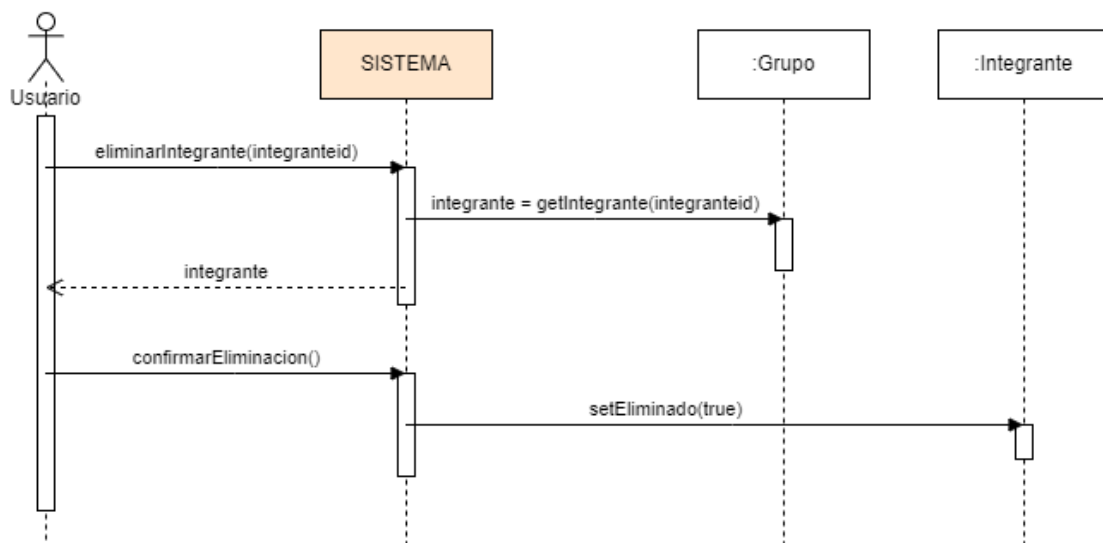 Usuario
SISTEMA
:Grupo
:Integrante
eliminarIntegrante(integranteid)
integrante = getIntegrante(integranteid)
integrante
confirmarEliminacion()
setEliminado(true)